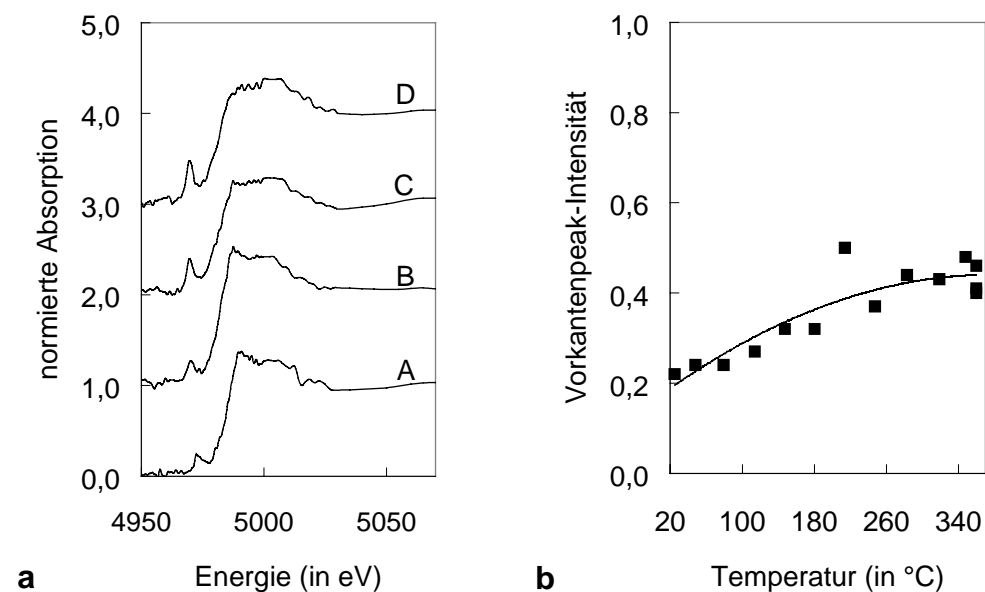 5,0
4,0
3,0
2,0
1,0
0,0
normierte Absorption
D
C
B
A
4950 5000 5050
Energie (in eV)
a
1,0
0,8
0,6
0,4
0,2
0,0
Vorkantenpeak-Intensität
20 100 180 260 340
Temperatur (in °C)
b